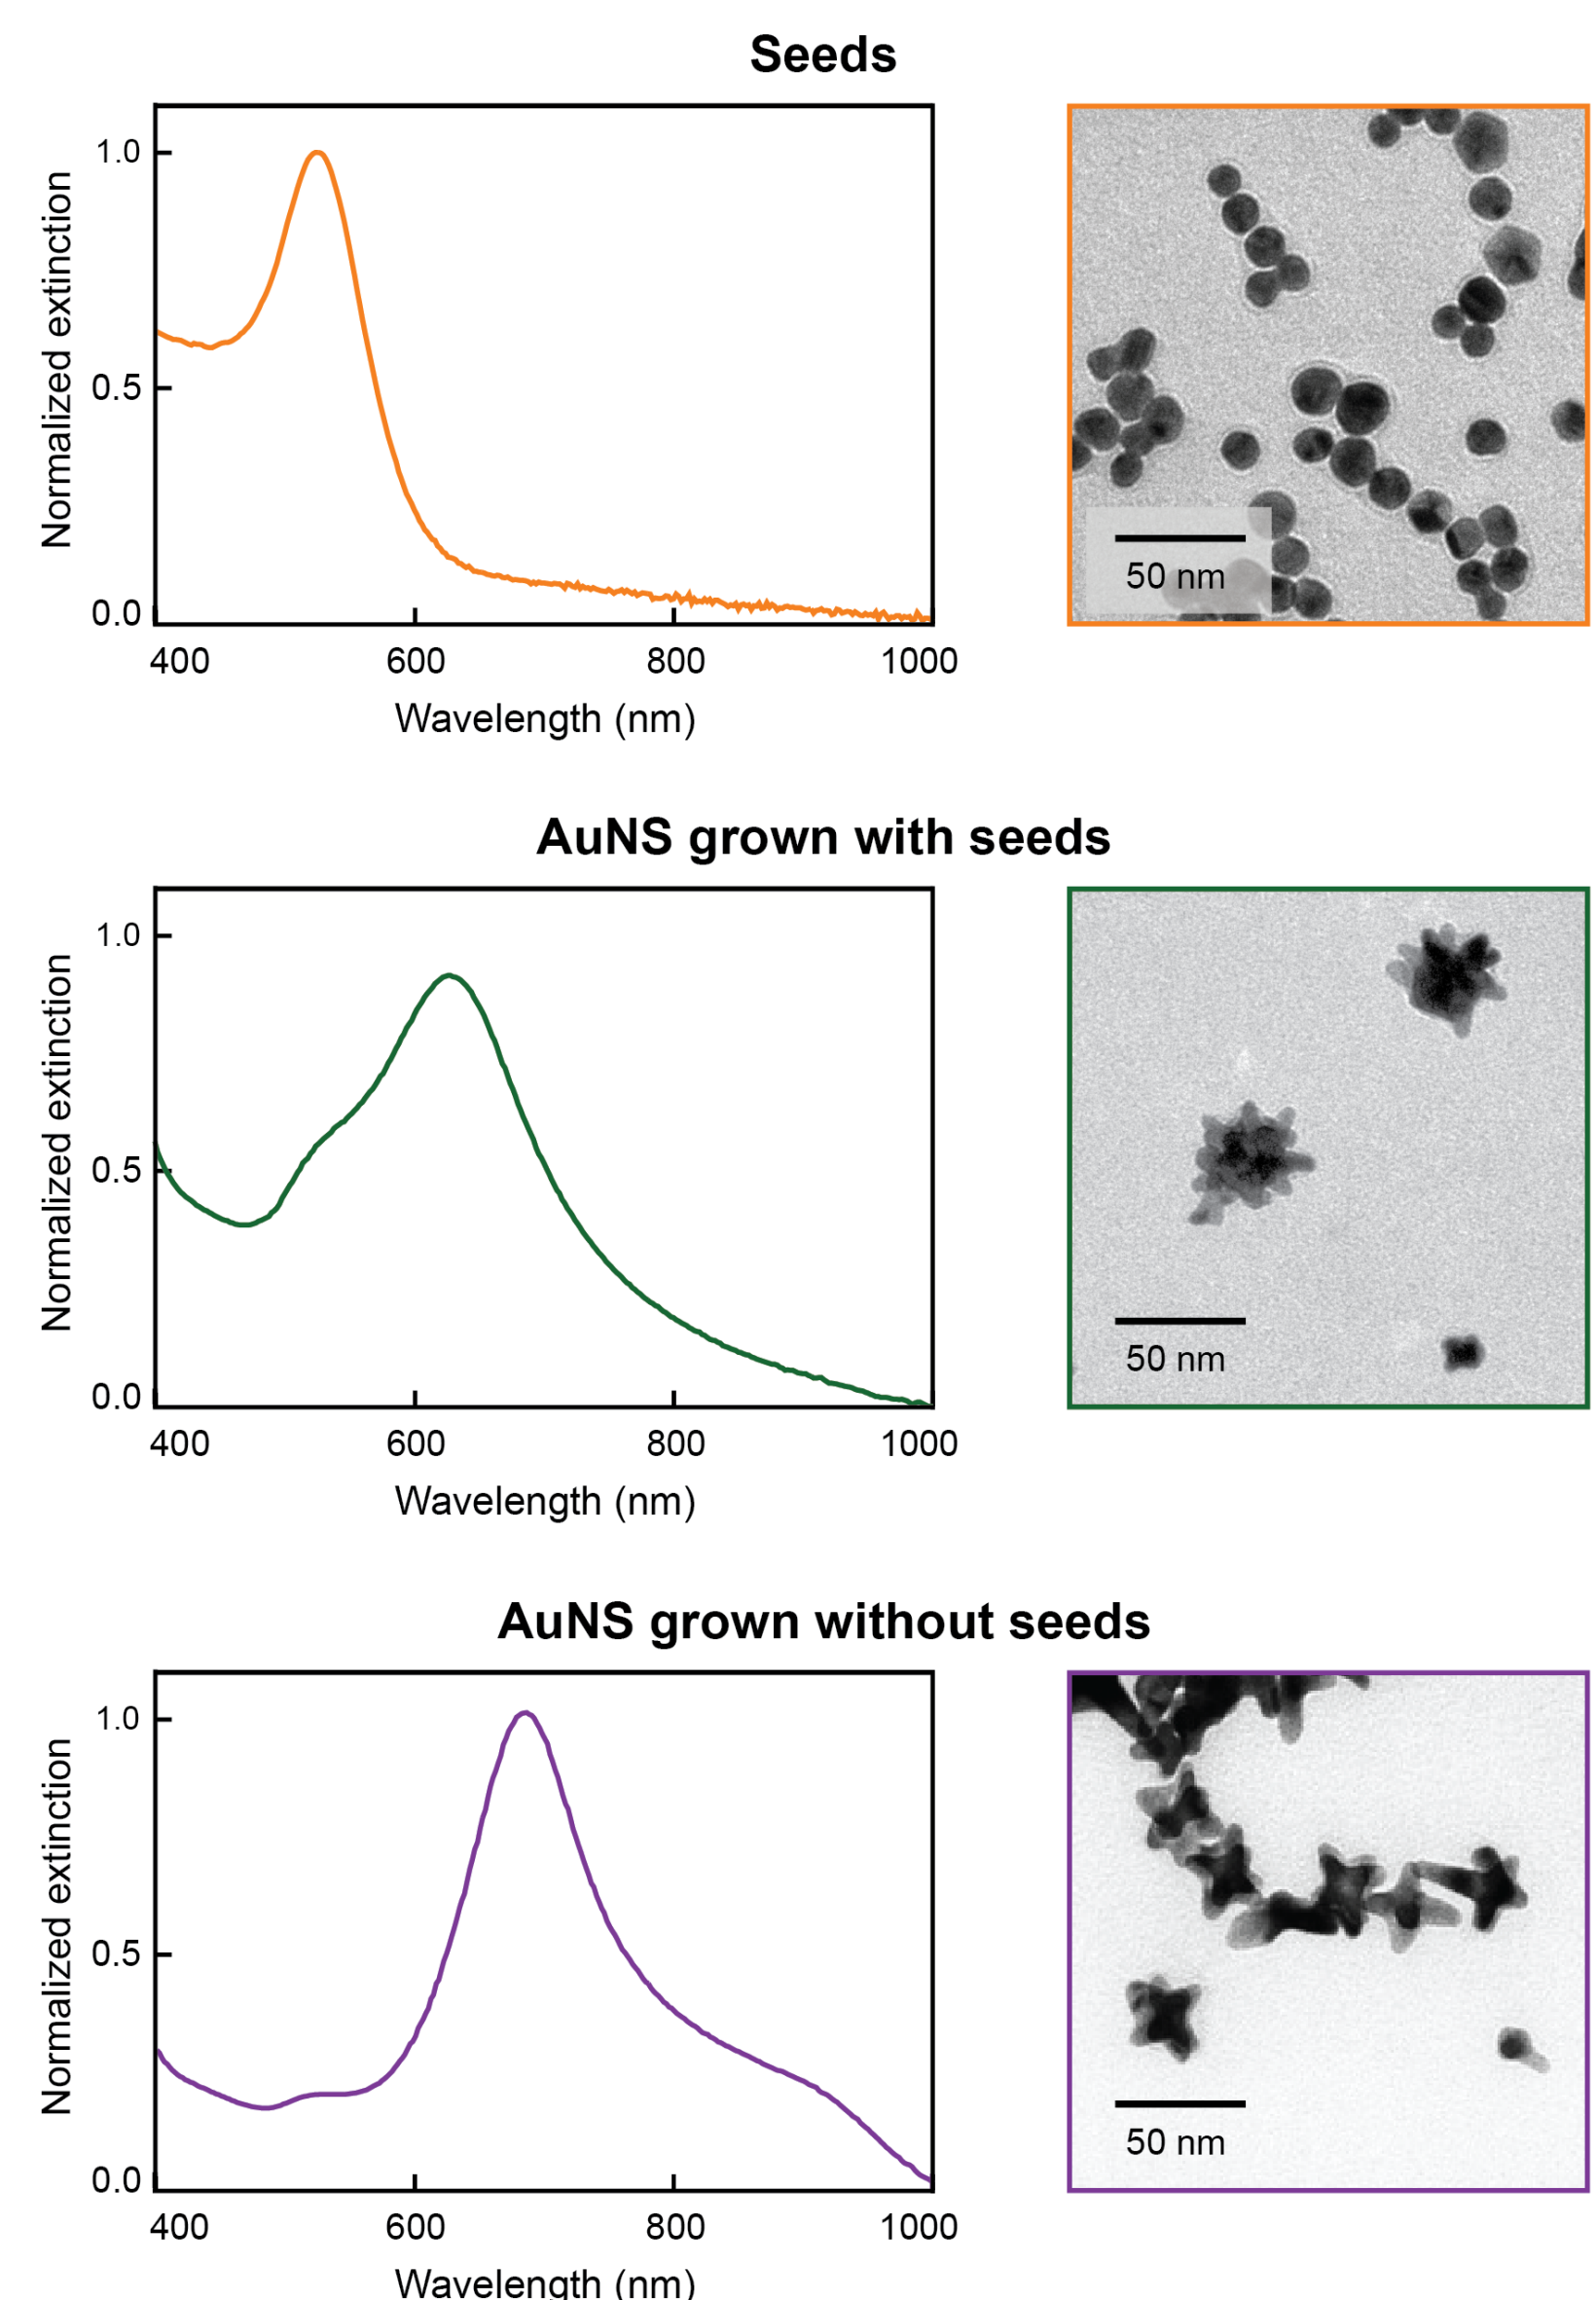 Seeds
Normalized extinction
1.0
0.5
0.0
400 600 800 1000
Wavelength (nm)
50 nm
AuNS grown with seeds
Normalized extinction
1.0
0.5
0.0
400 600 800 1000
Wavelength (nm)
50 nm
AuNS grown without seeds
Normalized extinction
1.0
0.5
0.0
400 600 800 1000
Wavelength (nm)
50 nm